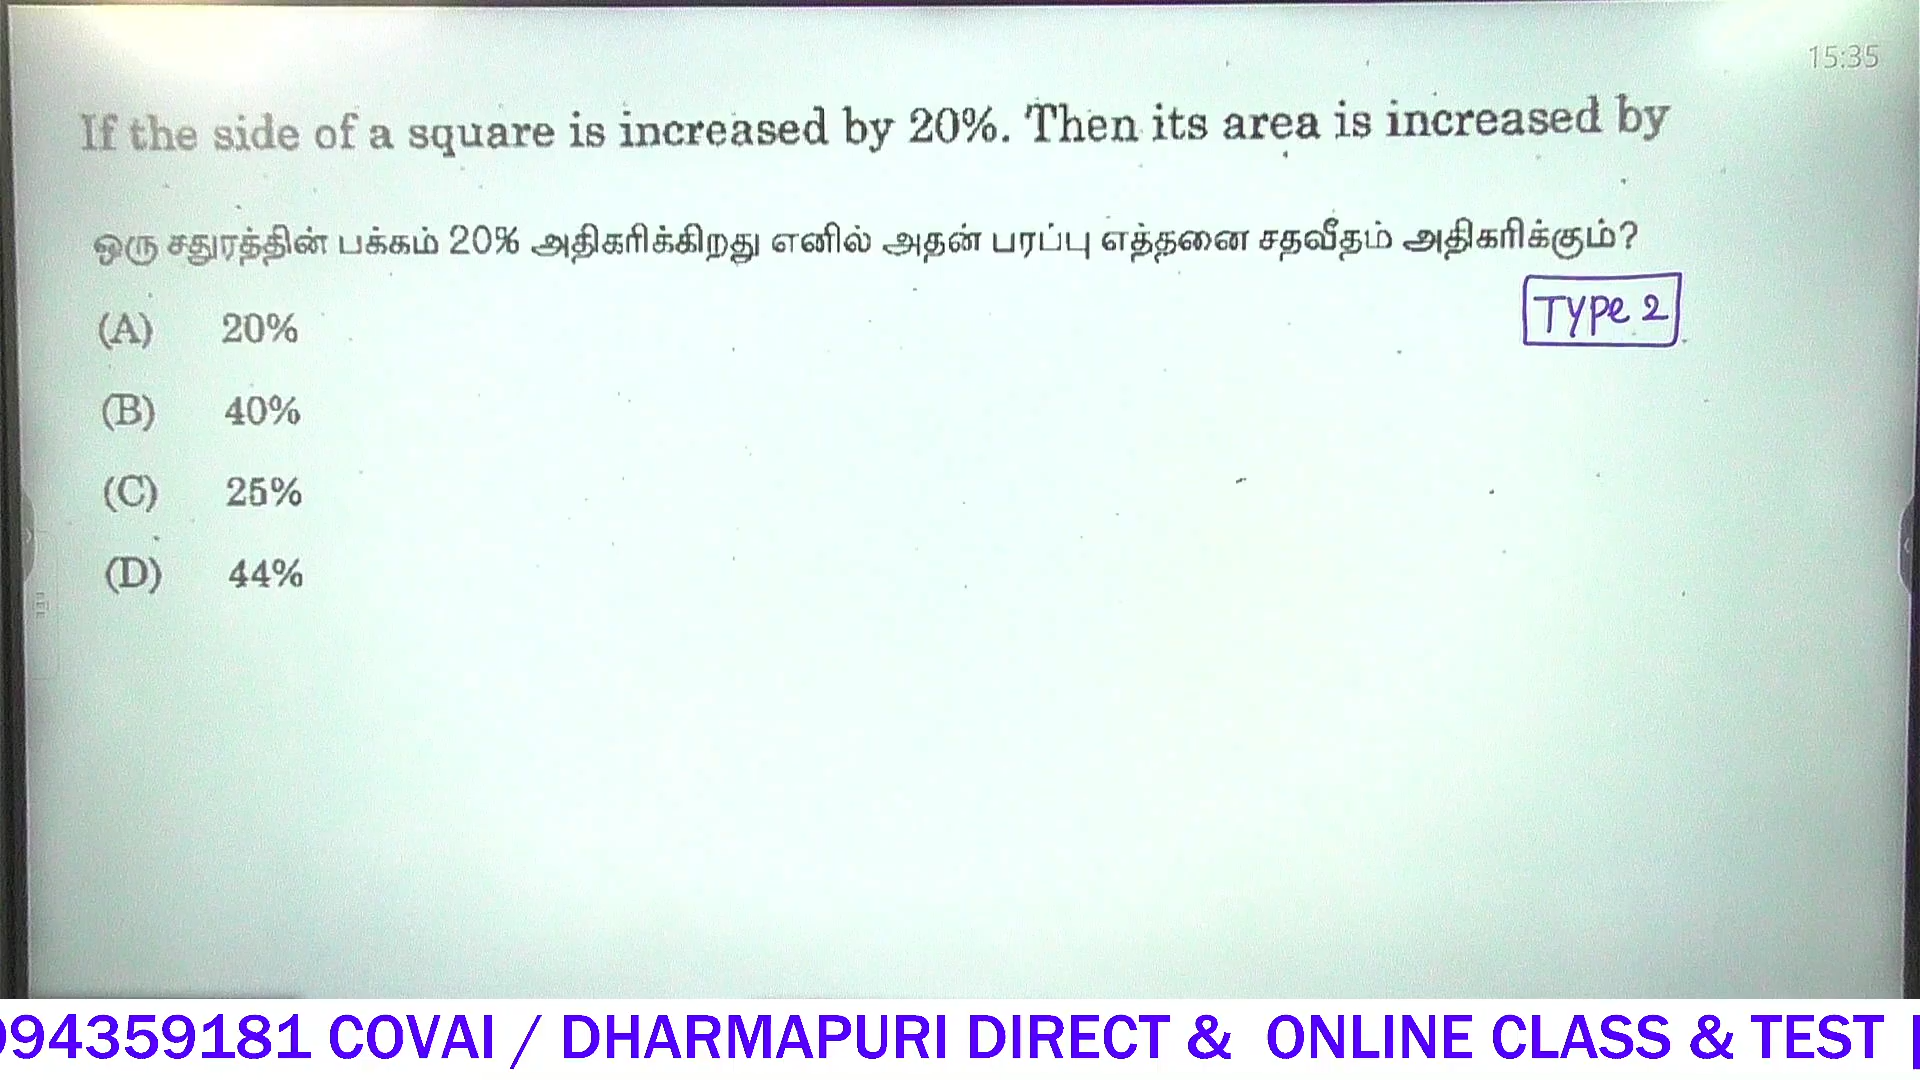 15:35
If the side of a square is increased by 20%. Then its area is increased by
ஒரு சதுரத்தின் பக்கம் 20% அதிகரிக்கிறது எனில் அதன் பரப்பு எத்தனை சதவீதம் அதிகரிக்கும்?
Type 2
(A) 20%
(B) 40%
(C) 25%
(D) 44%
094359181 COVAI / DHARMAPURI DIRECT & ONLINE CLASS & TEST |